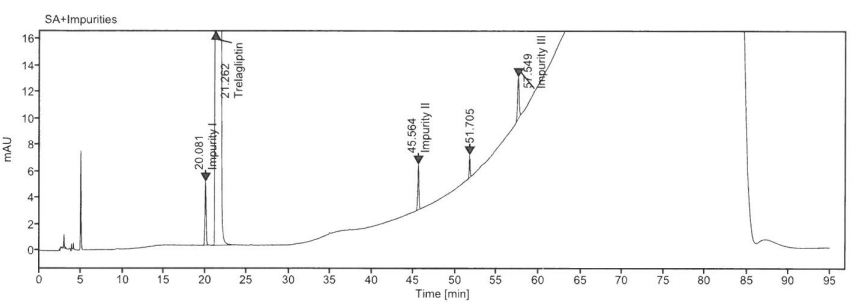 SA+Impurities
mAU
16
14
12
10
8
6
4
2
0
20.081
Impurity I
21.262
Trelagliptin
45.564
Impurity II
51.705
57.549
Impurity III
0 5 10 15 20 25 30 35 40 45 50 55 60 65 70 75 80 85 90 95
Time [min]